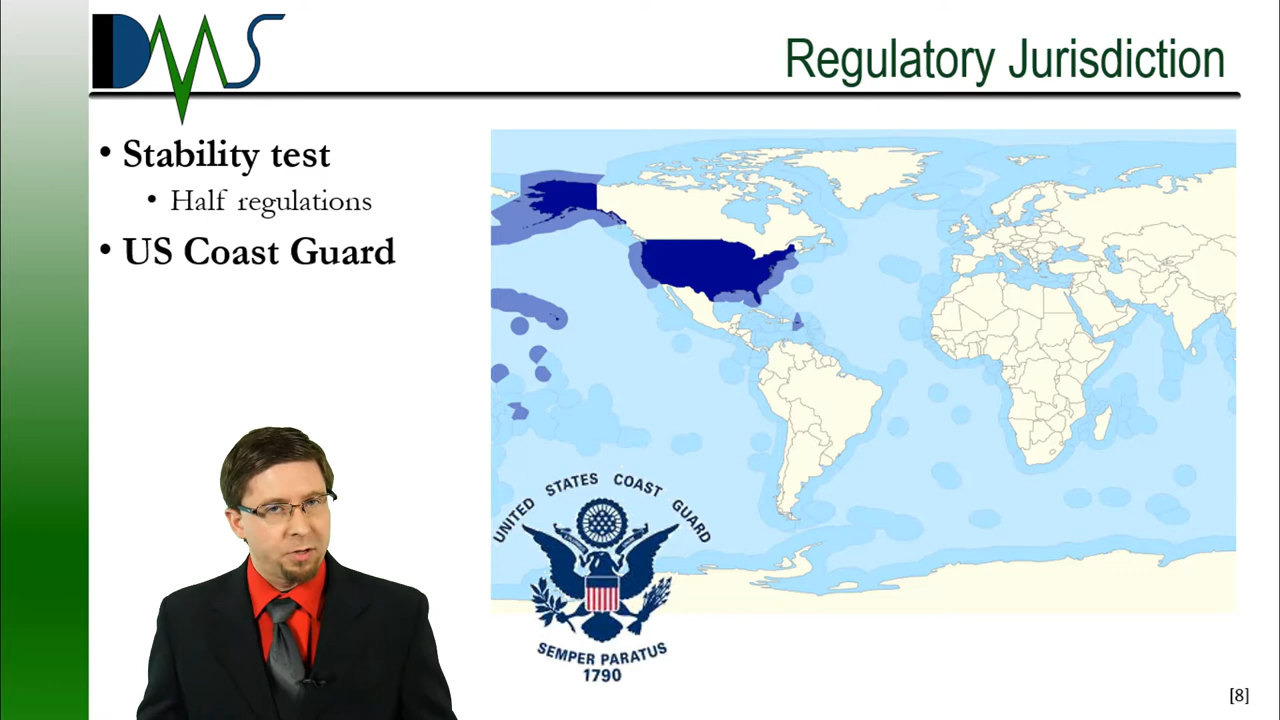 DMS
Regulatory Jurisdiction
• Stability test
• Half regulations
• US Coast Guard
UNITED STATES COAST GUARD
SEMPER PARATUS
1790
[8]